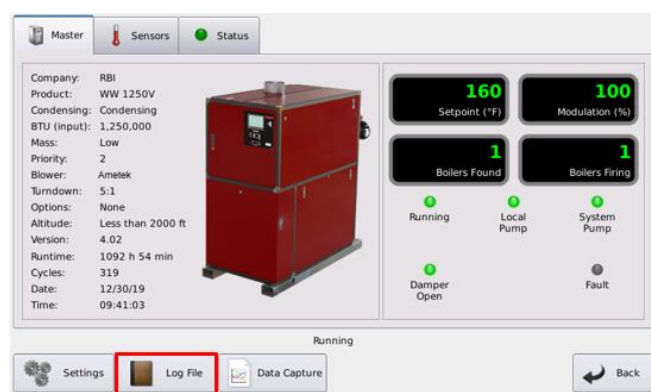 Master
Sensors
Status
Company: RBI
Product: WW 1250V
Condensing: Condensing
BTU (input): 1,250,000
Mass: Low
Priority: 2
Blower: Ametek
Turndown: 5:1
Options: None
Altitude: Less than 2000 ft
Version: 4.02
Runtime: 1092 h 54 min
Cycles: 319
Date: 12/30/19
Time: 09:41:03
160
Setpoint (°F)
100
Modulation (%)
1
Boilers Found
1
Boilers Firing
Running
Local
Pump
System
Pump
Damper
Open
Fault
Running
Settings
Log File
Data Capture
Back